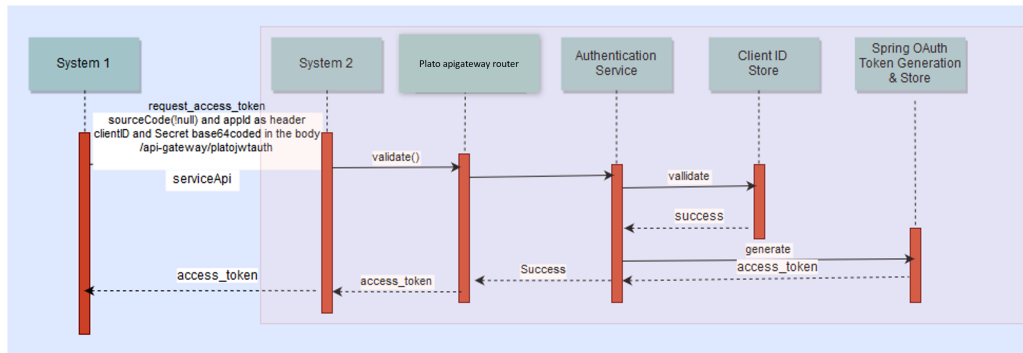 System 1
System 2
Plato apigateway router
Authentication
Service
Client ID
Store
Spring OAuth
Token Generation
& Store
request_access_token
sourceCode(!null) and appId as header
clientID and Secret base64coded in the body
/api-gateway/platojwtauth
serviceApi
validate()
vallidate
success
generate
access_token
Success
access_token
access_token